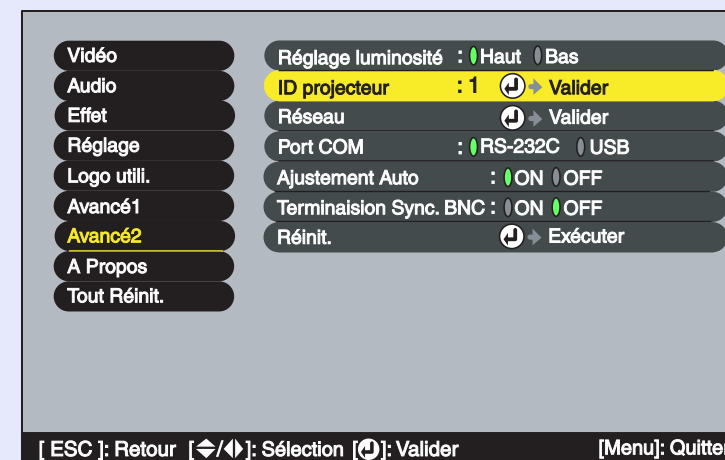 Vidéo
Audio
Effet
Réglage
Logo utili.
Avancé1
Avancé2
A Propos
Tout Réinit.
Réglage luminosité : Haut Bas
ID projecteur : 1 Valider
Réseau Valider
Port COM : RS-232C USB
Ajustement Auto : ON OFF
Terminaision Sync. BNC : ON OFF
Réinit. Exécuter
[ ESC ]: Retour [ / ]: Sélection [ ]: Valider [Menu]: Quitter